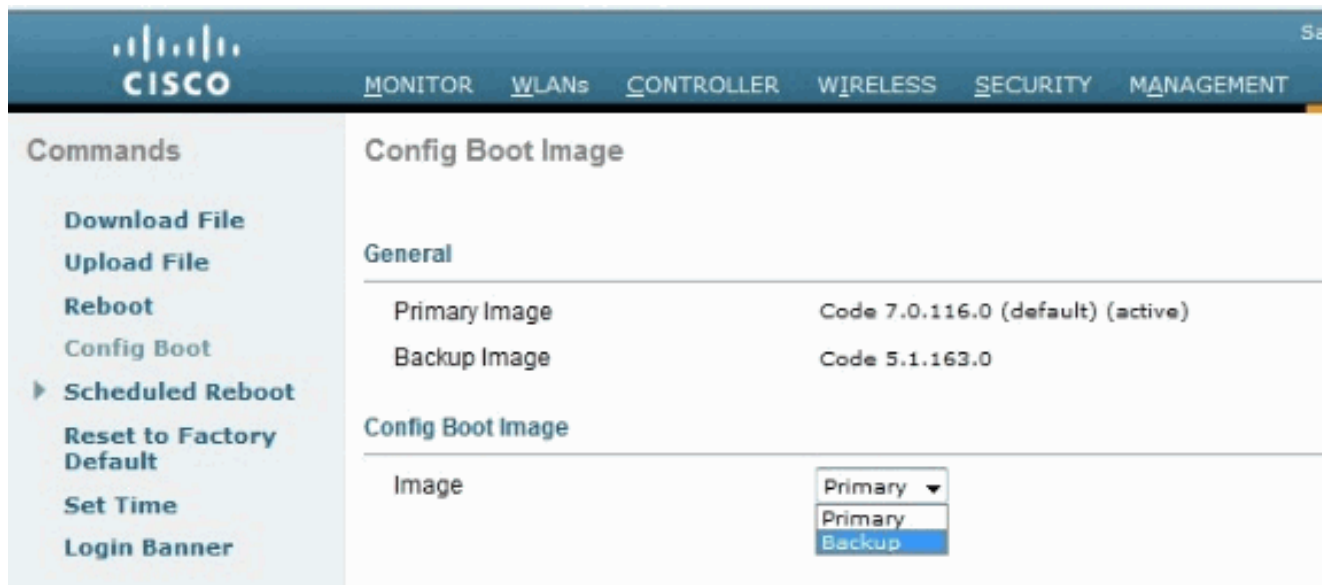 Sa
CISCO
MONITOR WLANs CONTROLLER WIRELESS SECURITY MANAGEMENT
Commands
Download File
Upload File
Reboot
Config Boot
Scheduled Reboot
Reset to Factory
Default
Set Time
Login Banner
Config Boot Image
General
Primary Image Code 7.0.116.0 (default) (active)
Backup Image Code 5.1.163.0
Config Boot Image
Image Primary
Primary
Backup